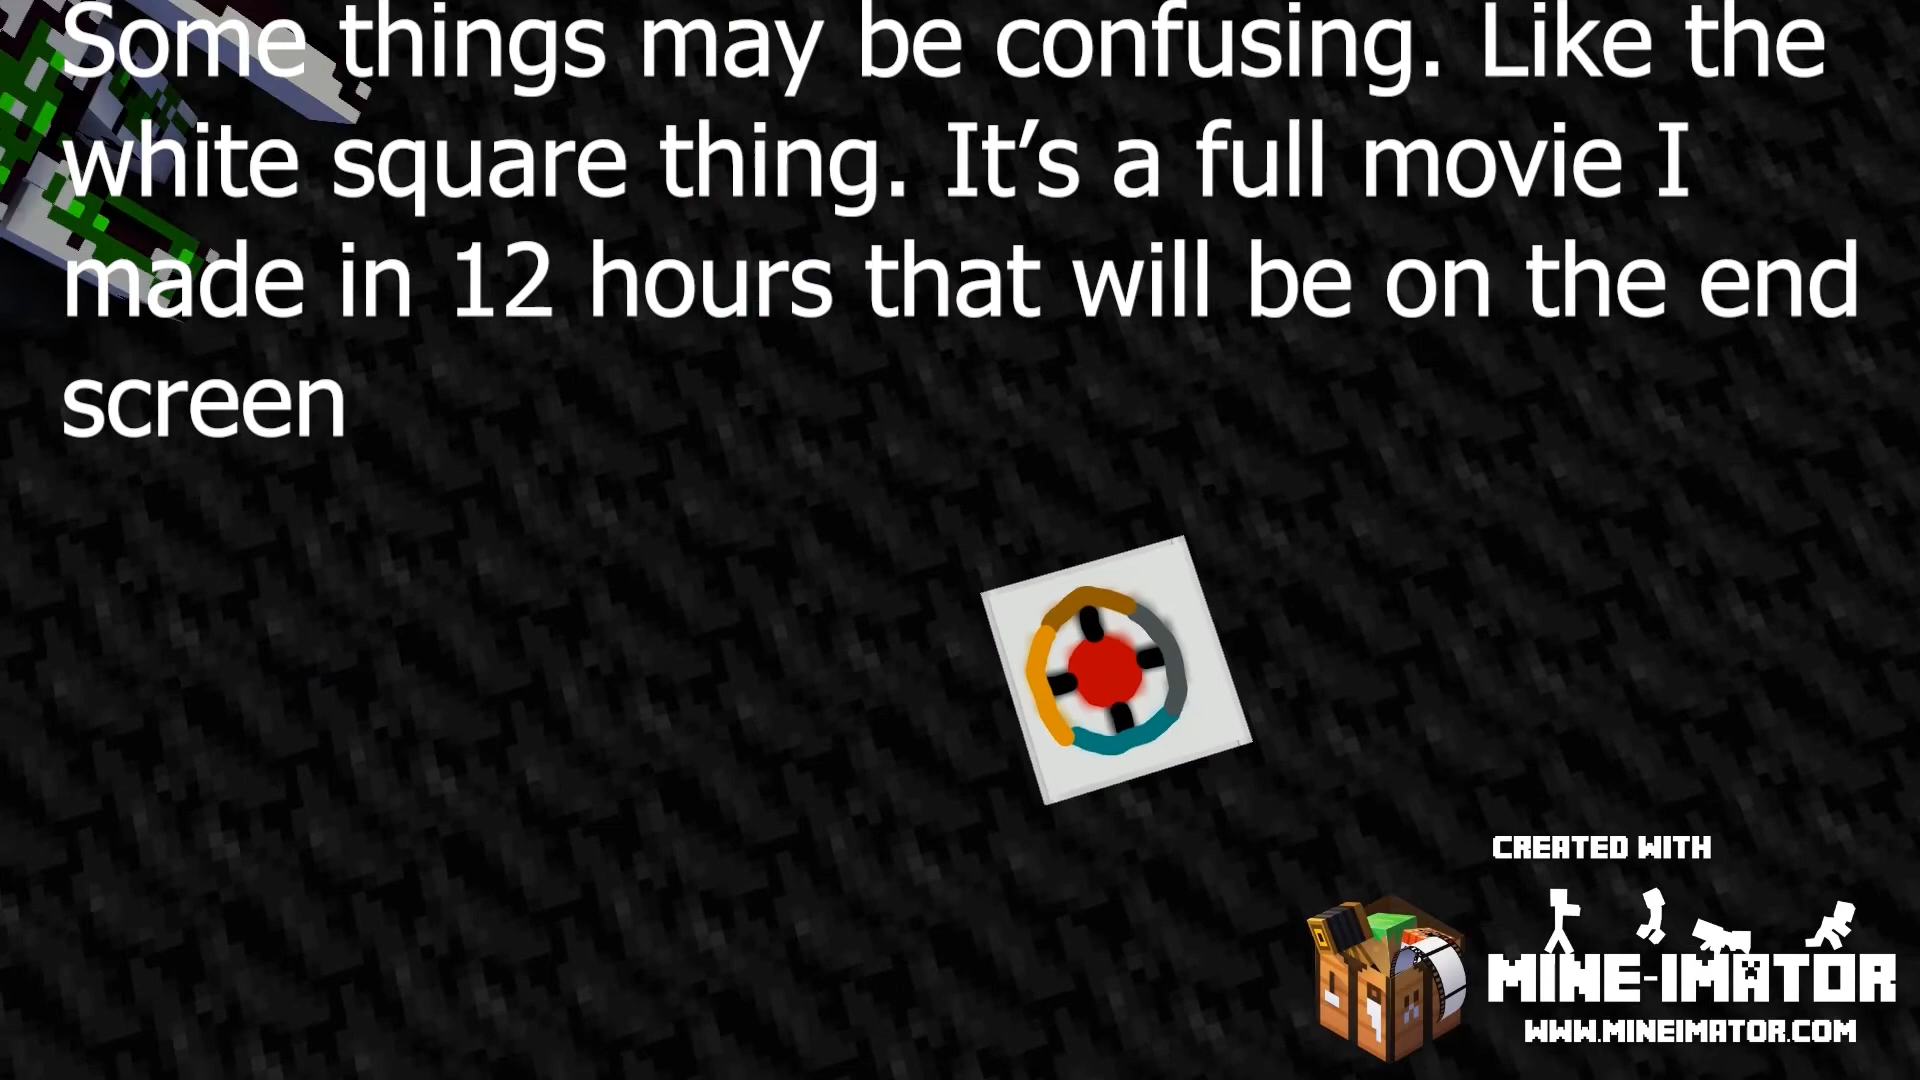 Some things may be confusing. Like the
white square thing. It’s a full movie I
made in 12 hours that will be on the end
screen
CREATED WITH
MINE-IMATOR
WWW.MINEIMATOR.COM